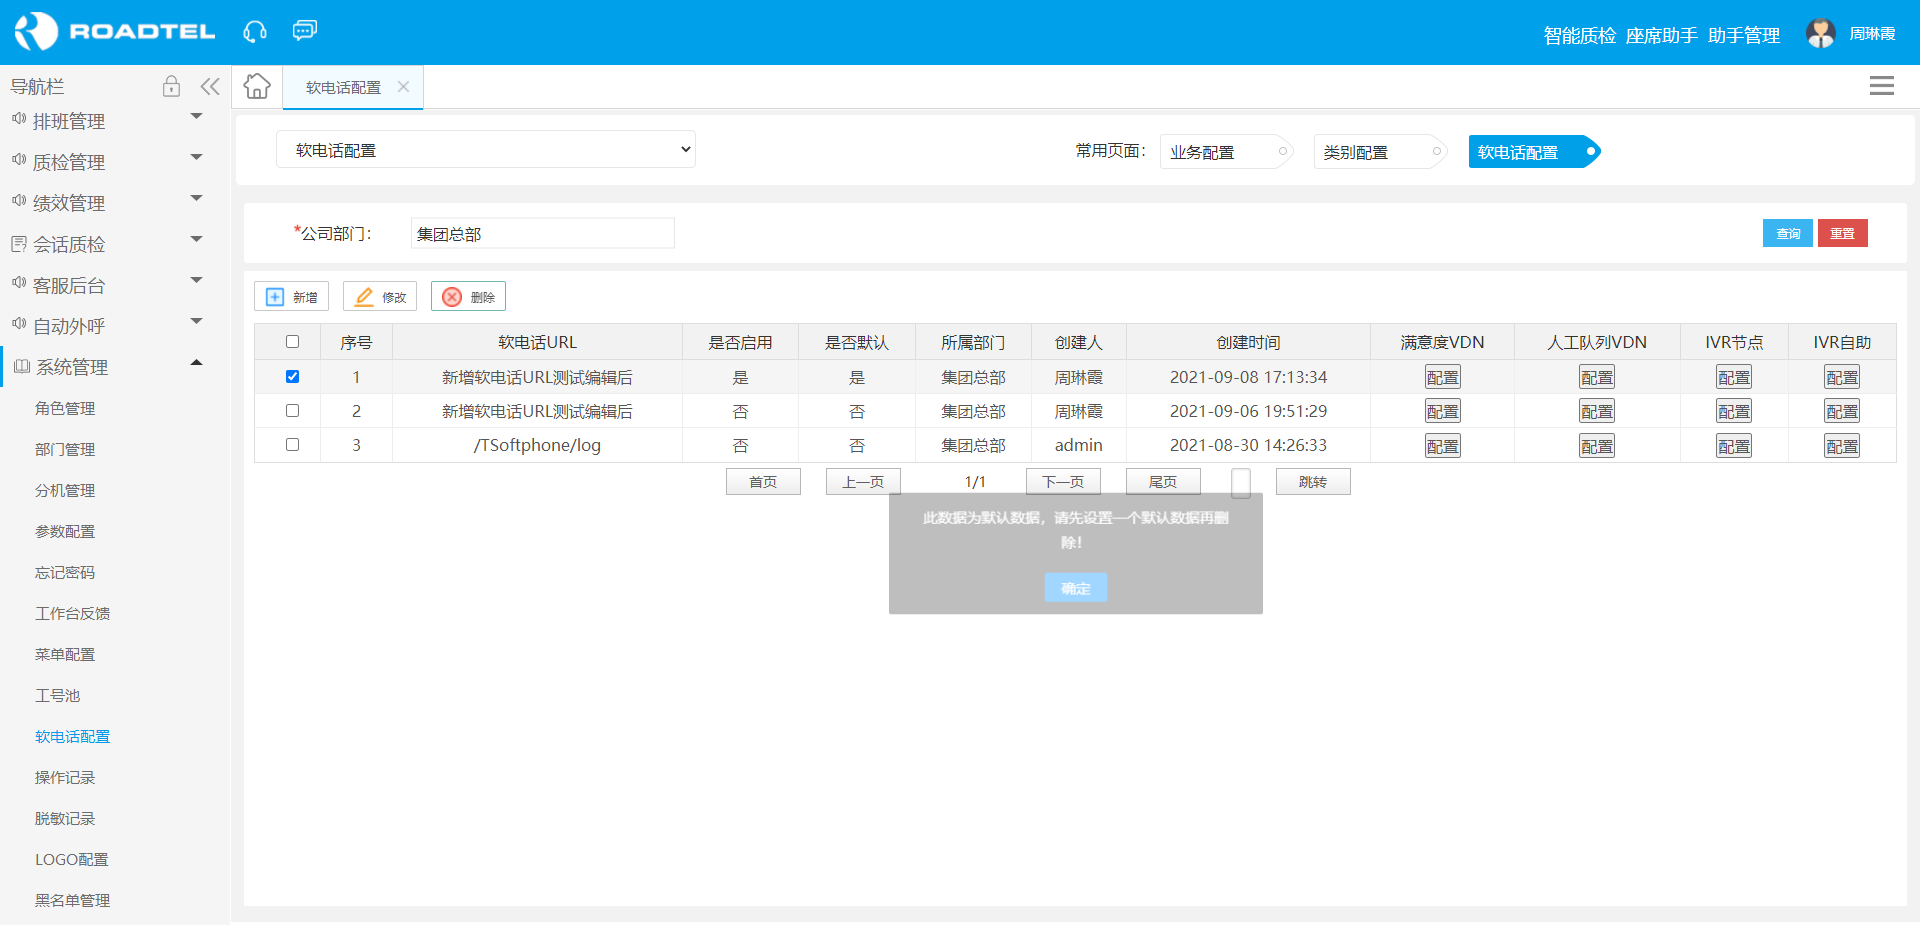 ROADTEL
智能质检 座席助手 助手管理 周琳霞
导航栏
软电话配置
排班管理
质检管理
绩效管理
会话质检
客服后台
自动外呼
系统管理
角色管理
部门管理
分机管理
参数配置
忘记密码
工作台反馈
菜单配置
工号池
软电话配置
操作记录
脱敏记录
LOGO配置
黑名单管理
软电话配置
常用页面： 业务配置 类别配置 软电话配置
*公司部门： 集团总部 查询 重置
新增 修改 删除
序号 软电话URL 是否启用 是否默认 所属部门 创建人 创建时间 满意度VDN 人工队列VDN IVR节点 IVR自助
1 新增软电话URL测试编辑后 是 是 集团总部 周琳霞 2021-09-08 17:13:34 配置 配置 配置 配置
2 新增软电话URL测试编辑后 否 否 集团总部 周琳霞 2021-09-06 19:51:29 配置 配置 配置 配置
3 /TSoftphone/log 否 否 集团总部 admin 2021-08-30 14:26:33 配置 配置 配置 配置
首页 上一页 1/1 下一页 尾页 跳转
此数据为默认数据，请先设置一个默认数据再删
除！
确定